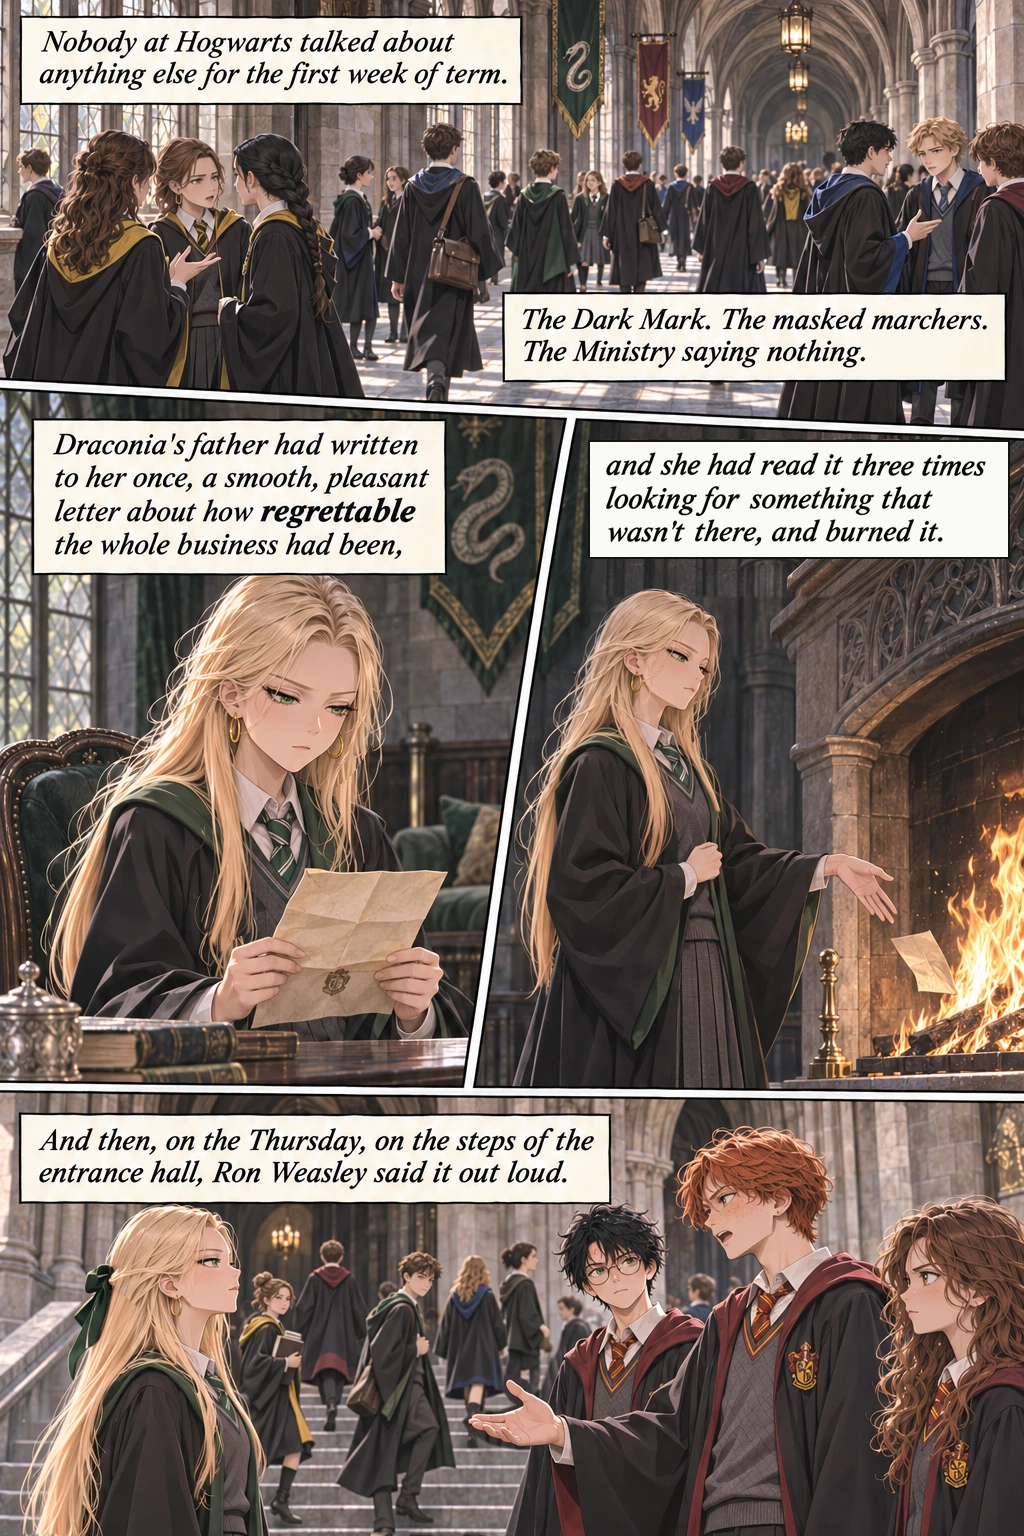 Nobody at Hogwarts talked about
anything else for the first week of term.
The Dark Mark. The masked marchers.
The Ministry saying nothing.
Draconia's father had written
to her once, a smooth, pleasant
letter about how regrettable
the whole business had been,
and she had read it three times
looking for something that
wasn't there, and burned it.
And then, on the Thursday, on the steps of the
entrance hall, Ron Weasley said it out loud.